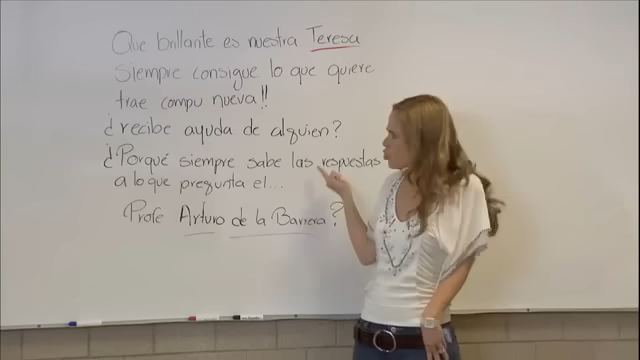 Que brillante es nuestra Teresa
Siempre consigue lo que quiere
trae compu nueva!!
¿recibe ayuda de alguien?
¿Porqué siempre sabe las respuestas
a lo que pregunta el...
Profe Arturo de la Barrera?